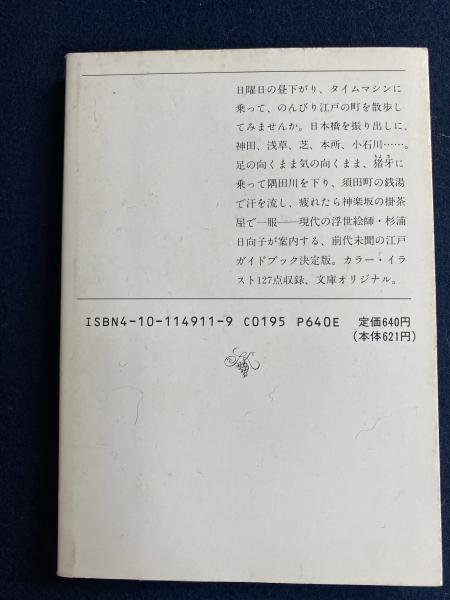 日曜日の昼下がり、タイムマシンに
乗って、のんびり江戸の町を散歩し
てみませんか。日本橋を振り出しに、
神田、浅草、芝、本所、小石川……。
足の向くまま気の向くまま、猪牙に
乗って隅田川を下り、須田町の銭湯
で汗を流し、疲れたら神楽坂の掛茶
屋で一服——現代の浮世絵師・杉浦
日向子が案内する、前代未聞の江戸
ガイドブック決定版。カラー・イラ
スト127点収録、文庫オリジナル。
ISBN4-10-114911-9 C0195 P640E 定価640円
(本体621円)